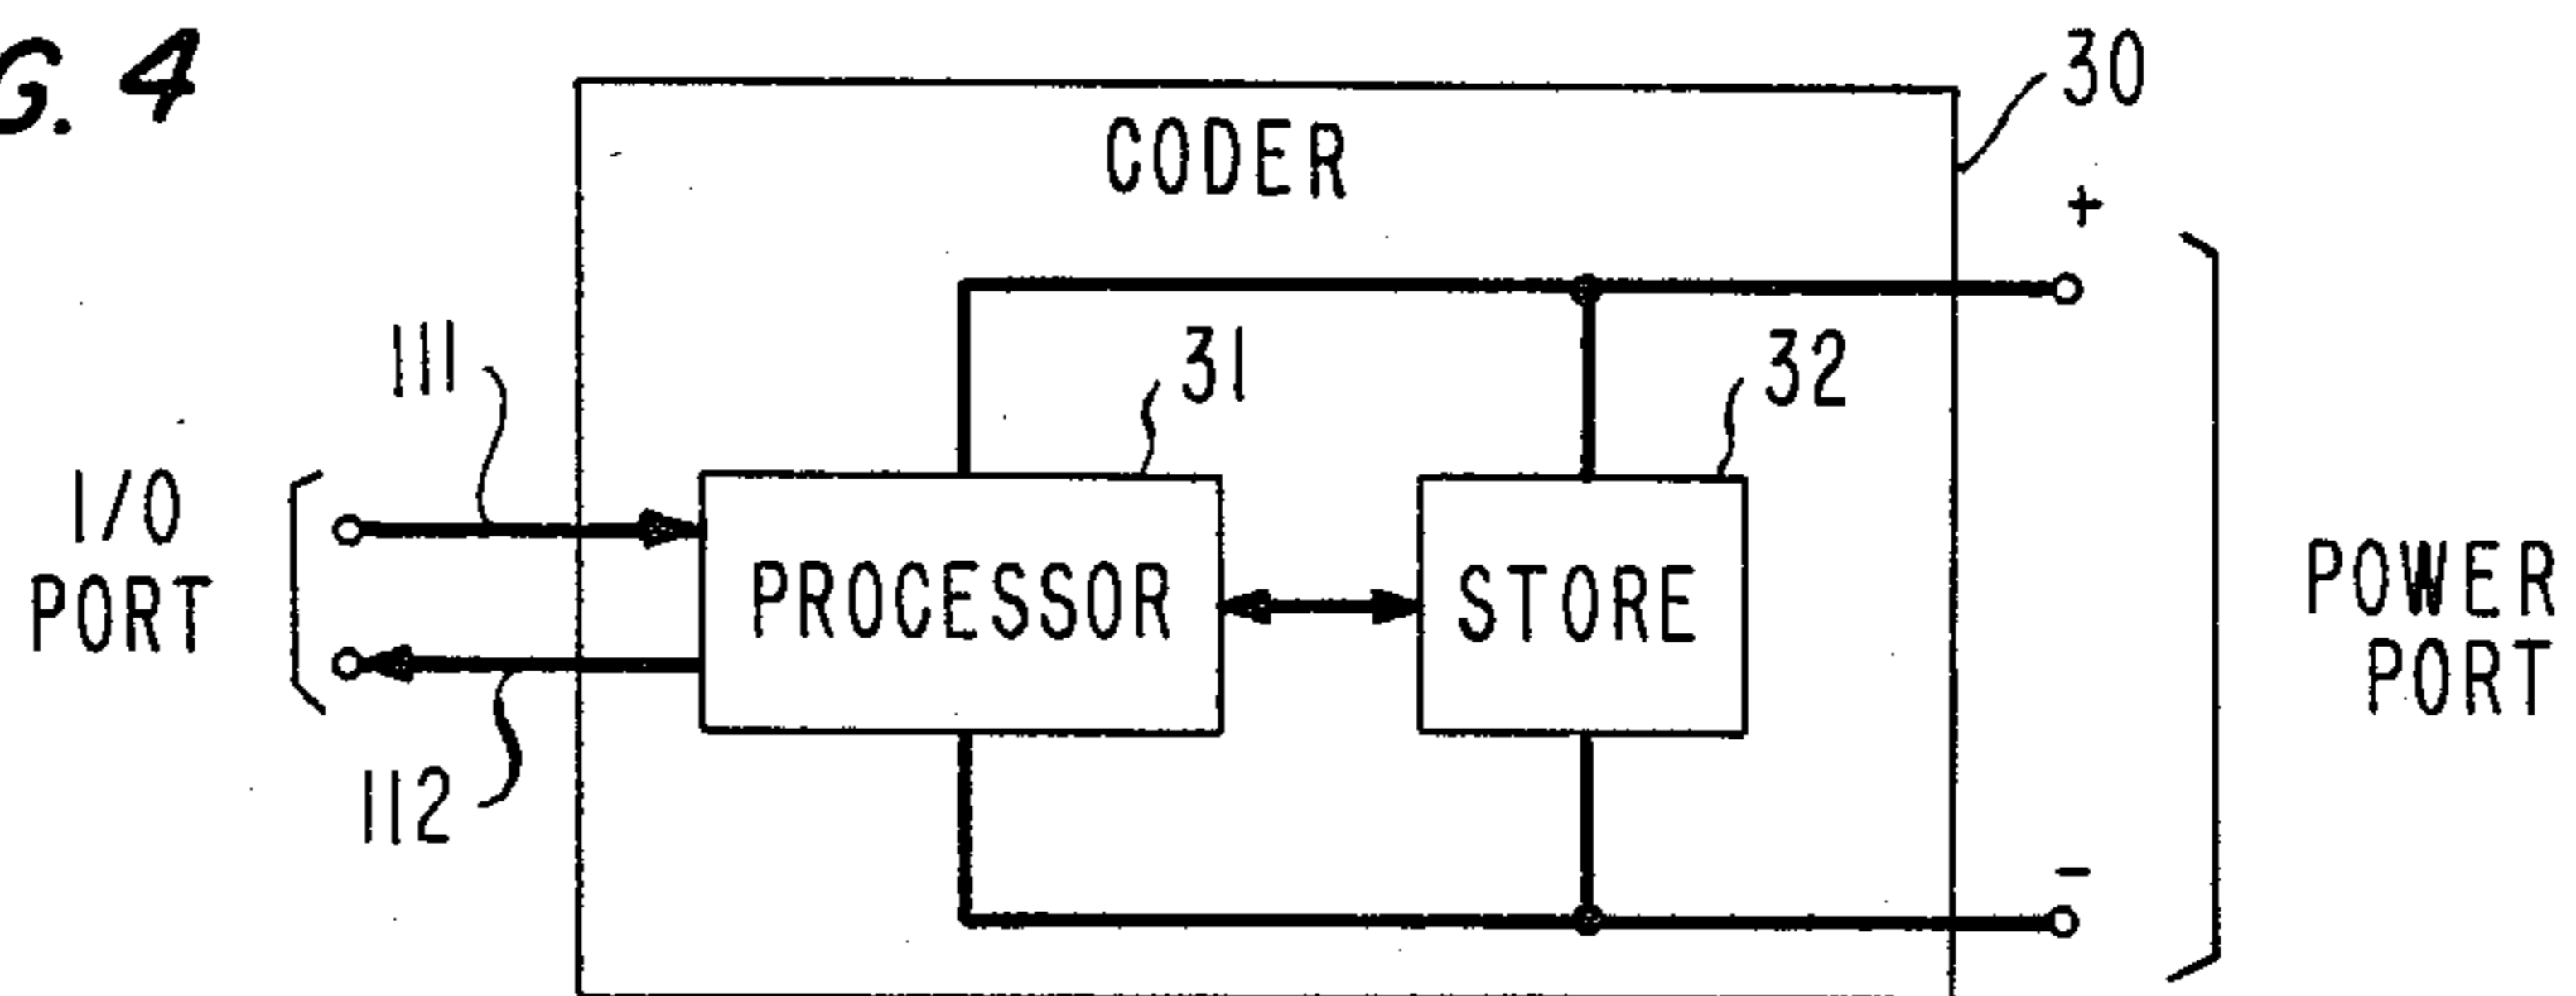 G. 4
CODER
30
+
111
31
32
I/O
PORT
PROCESSOR
STORE
POWER
PORT
112
-